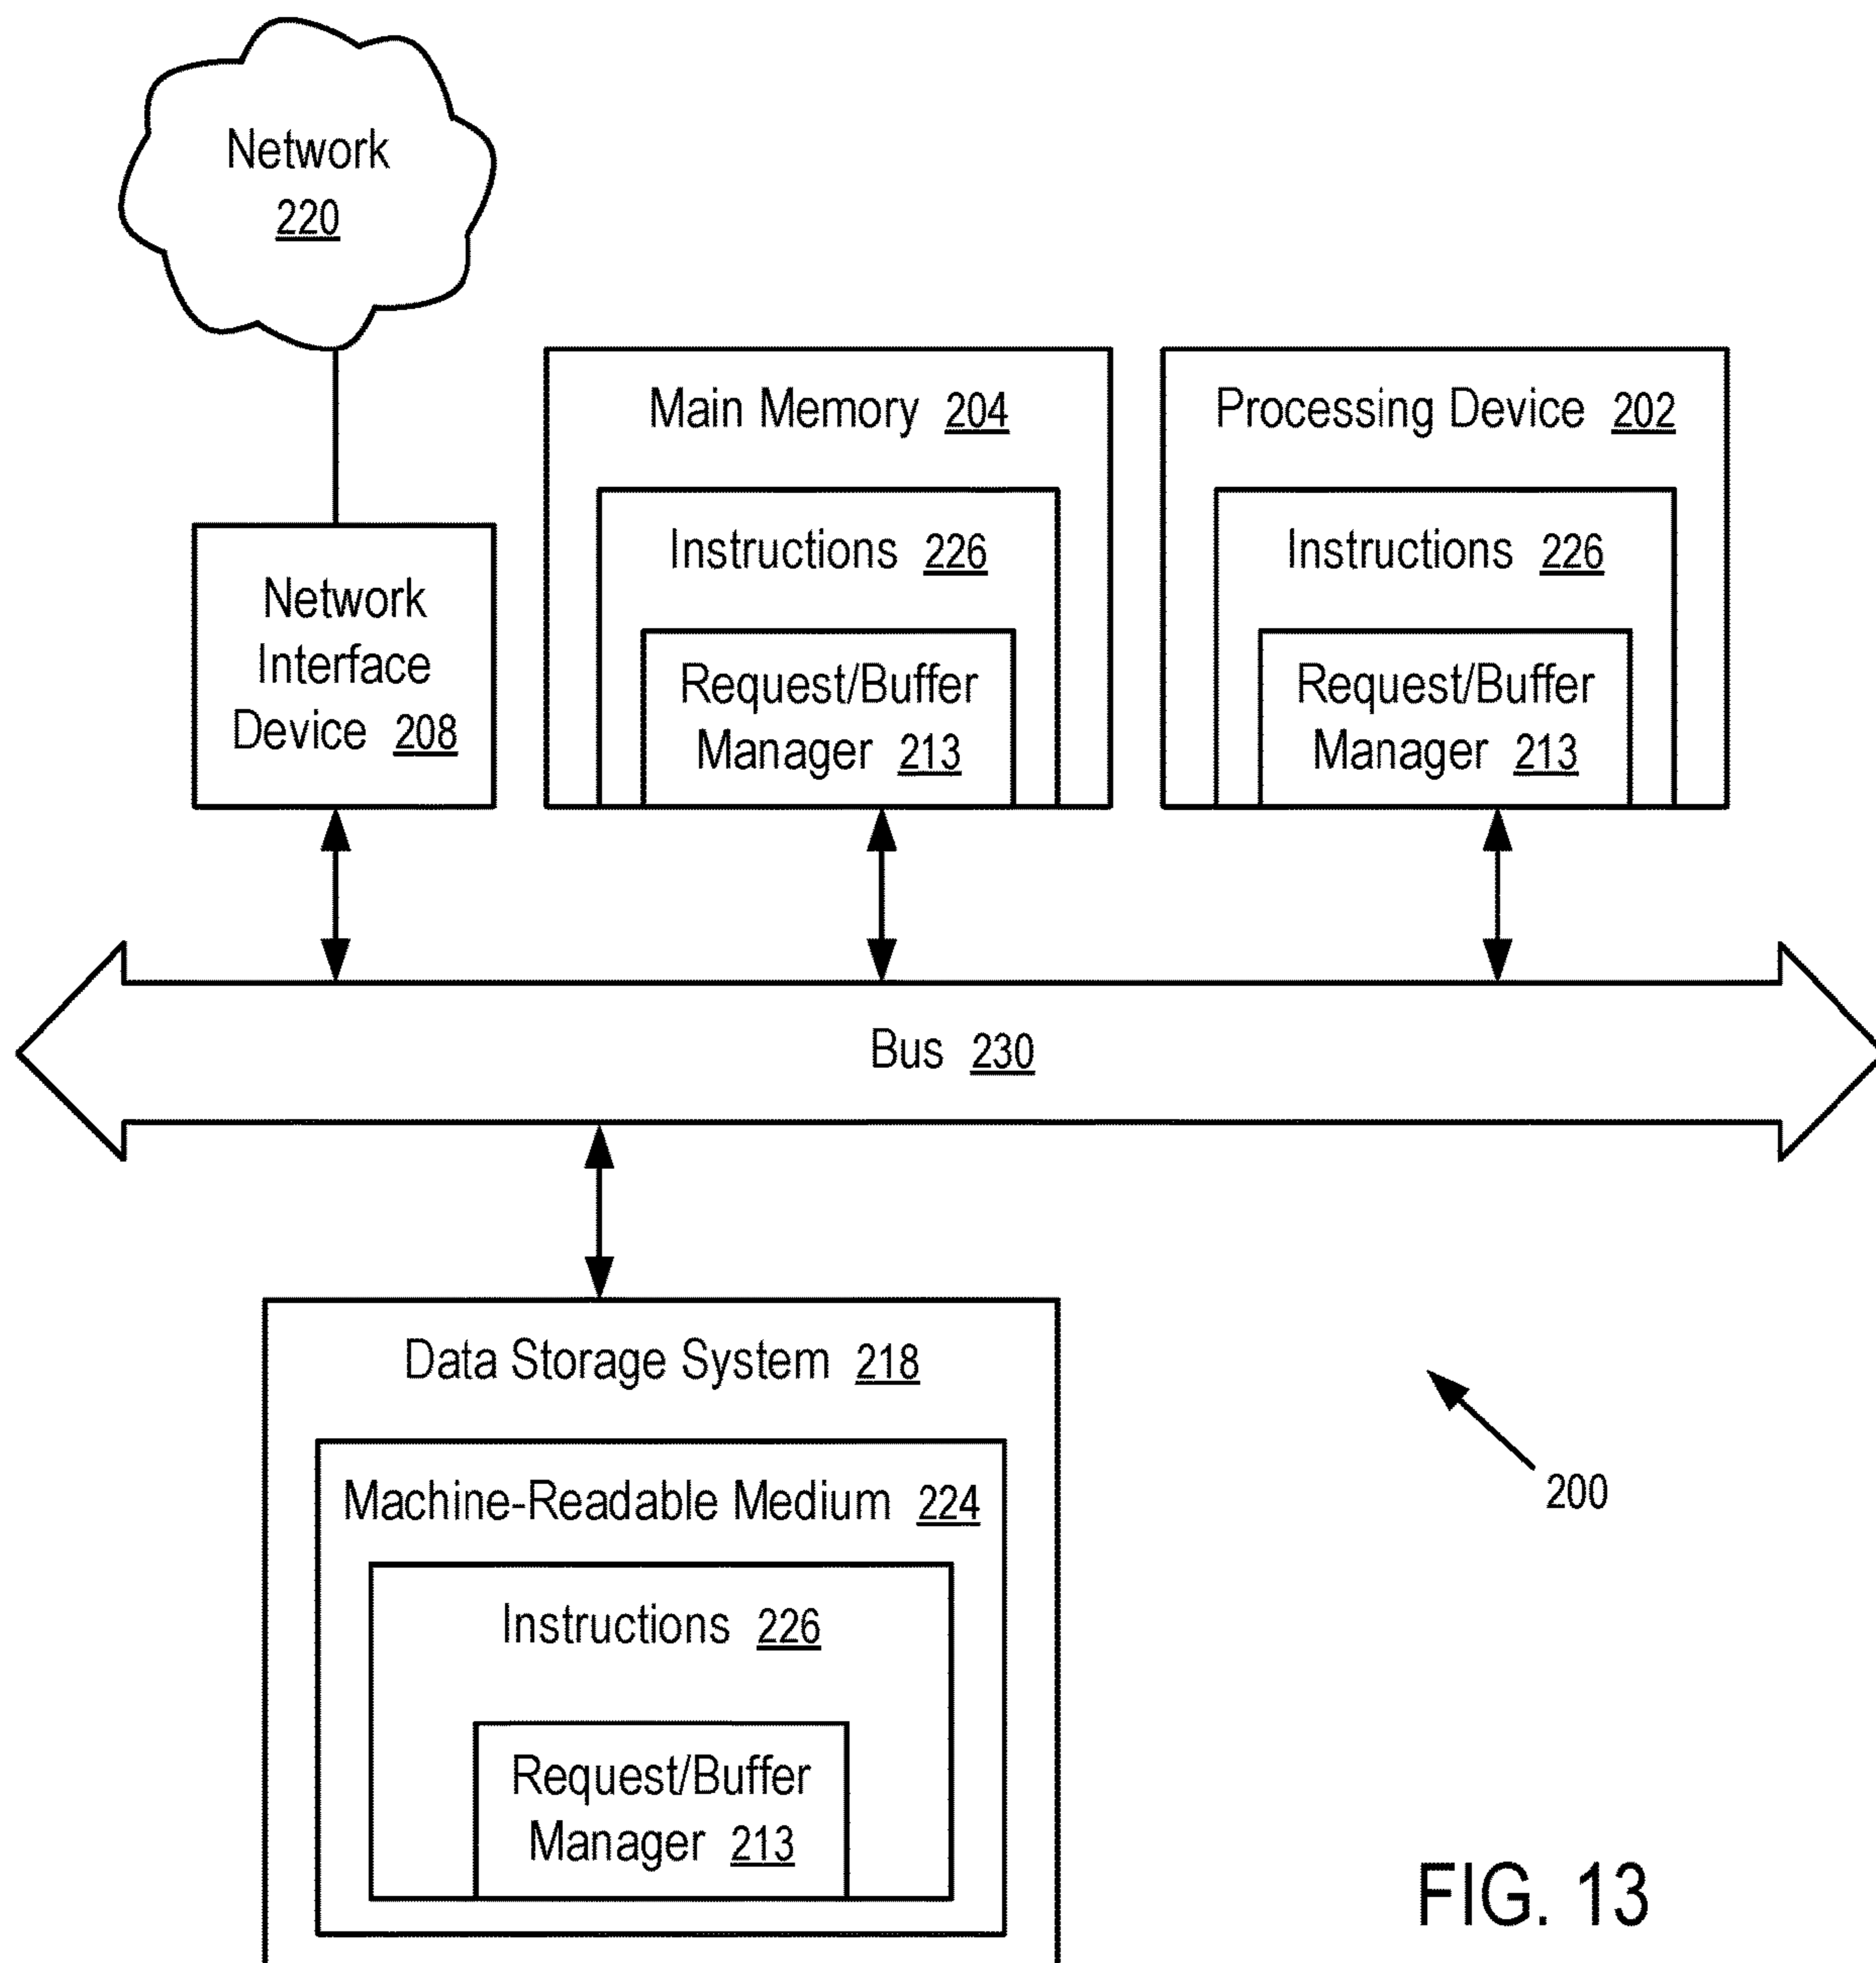 Network
220
Main Memory 204
Processing Device 202
Instructions 226
Instructions 226
Network
Interface
Device 208
Request/Buffer
Manager 213
Request/Buffer
Manager 213
Bus 230
Data Storage System 218
Machine-Readable Medium 224
200
Instructions 226
Request/Buffer
Manager 213
FIG. 13